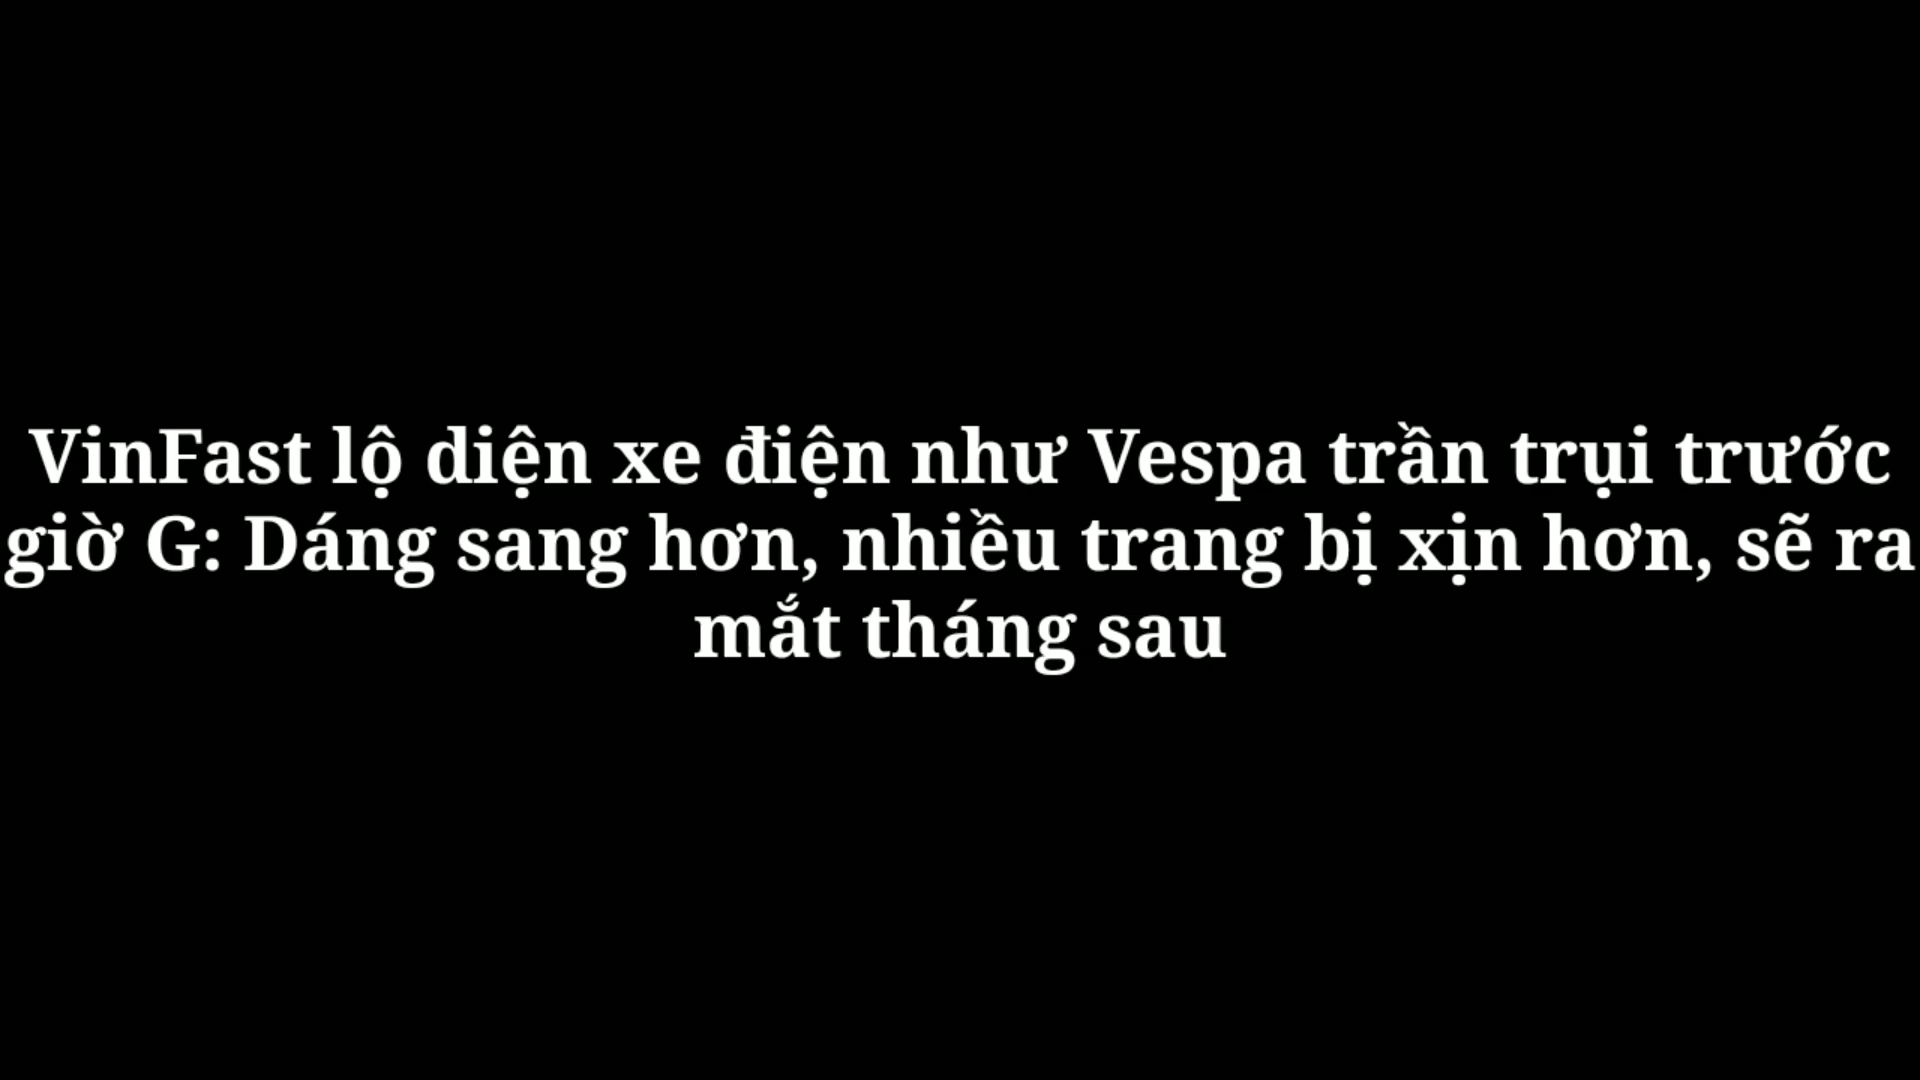 VinFast lộ diện xe điện như Vespa trần trụi trước
giờ G: Dáng sang hơn, nhiều trang bị xịn hơn, sẽ ra
mắt tháng sau